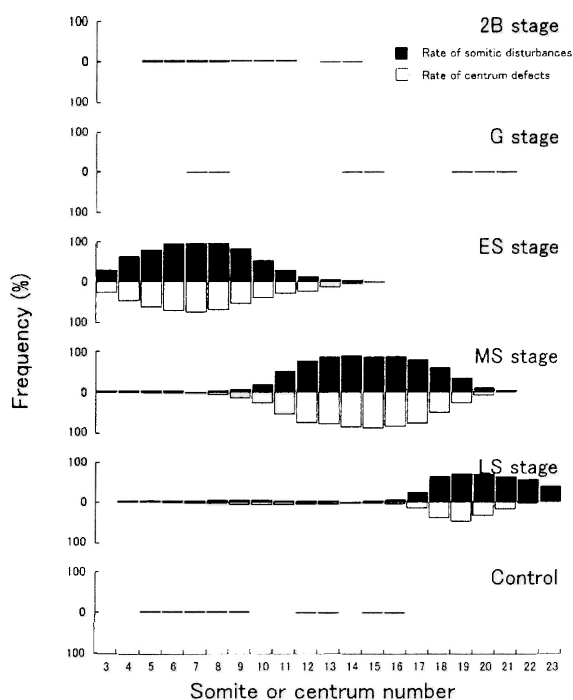 2B stage
Rate of somitic disturbances
Rate of centrum defects
100
0
100
G stage
100
0
100
ES stage
100
0
100
MS stage
100
0
100
LS stage
100
0
100
Control
100
0
100
Frequency (%)
3 4 5 6 7 8 9 10 11 12 13 14 15 16 17 18 19 20 21 22 23
Somite or centrum number